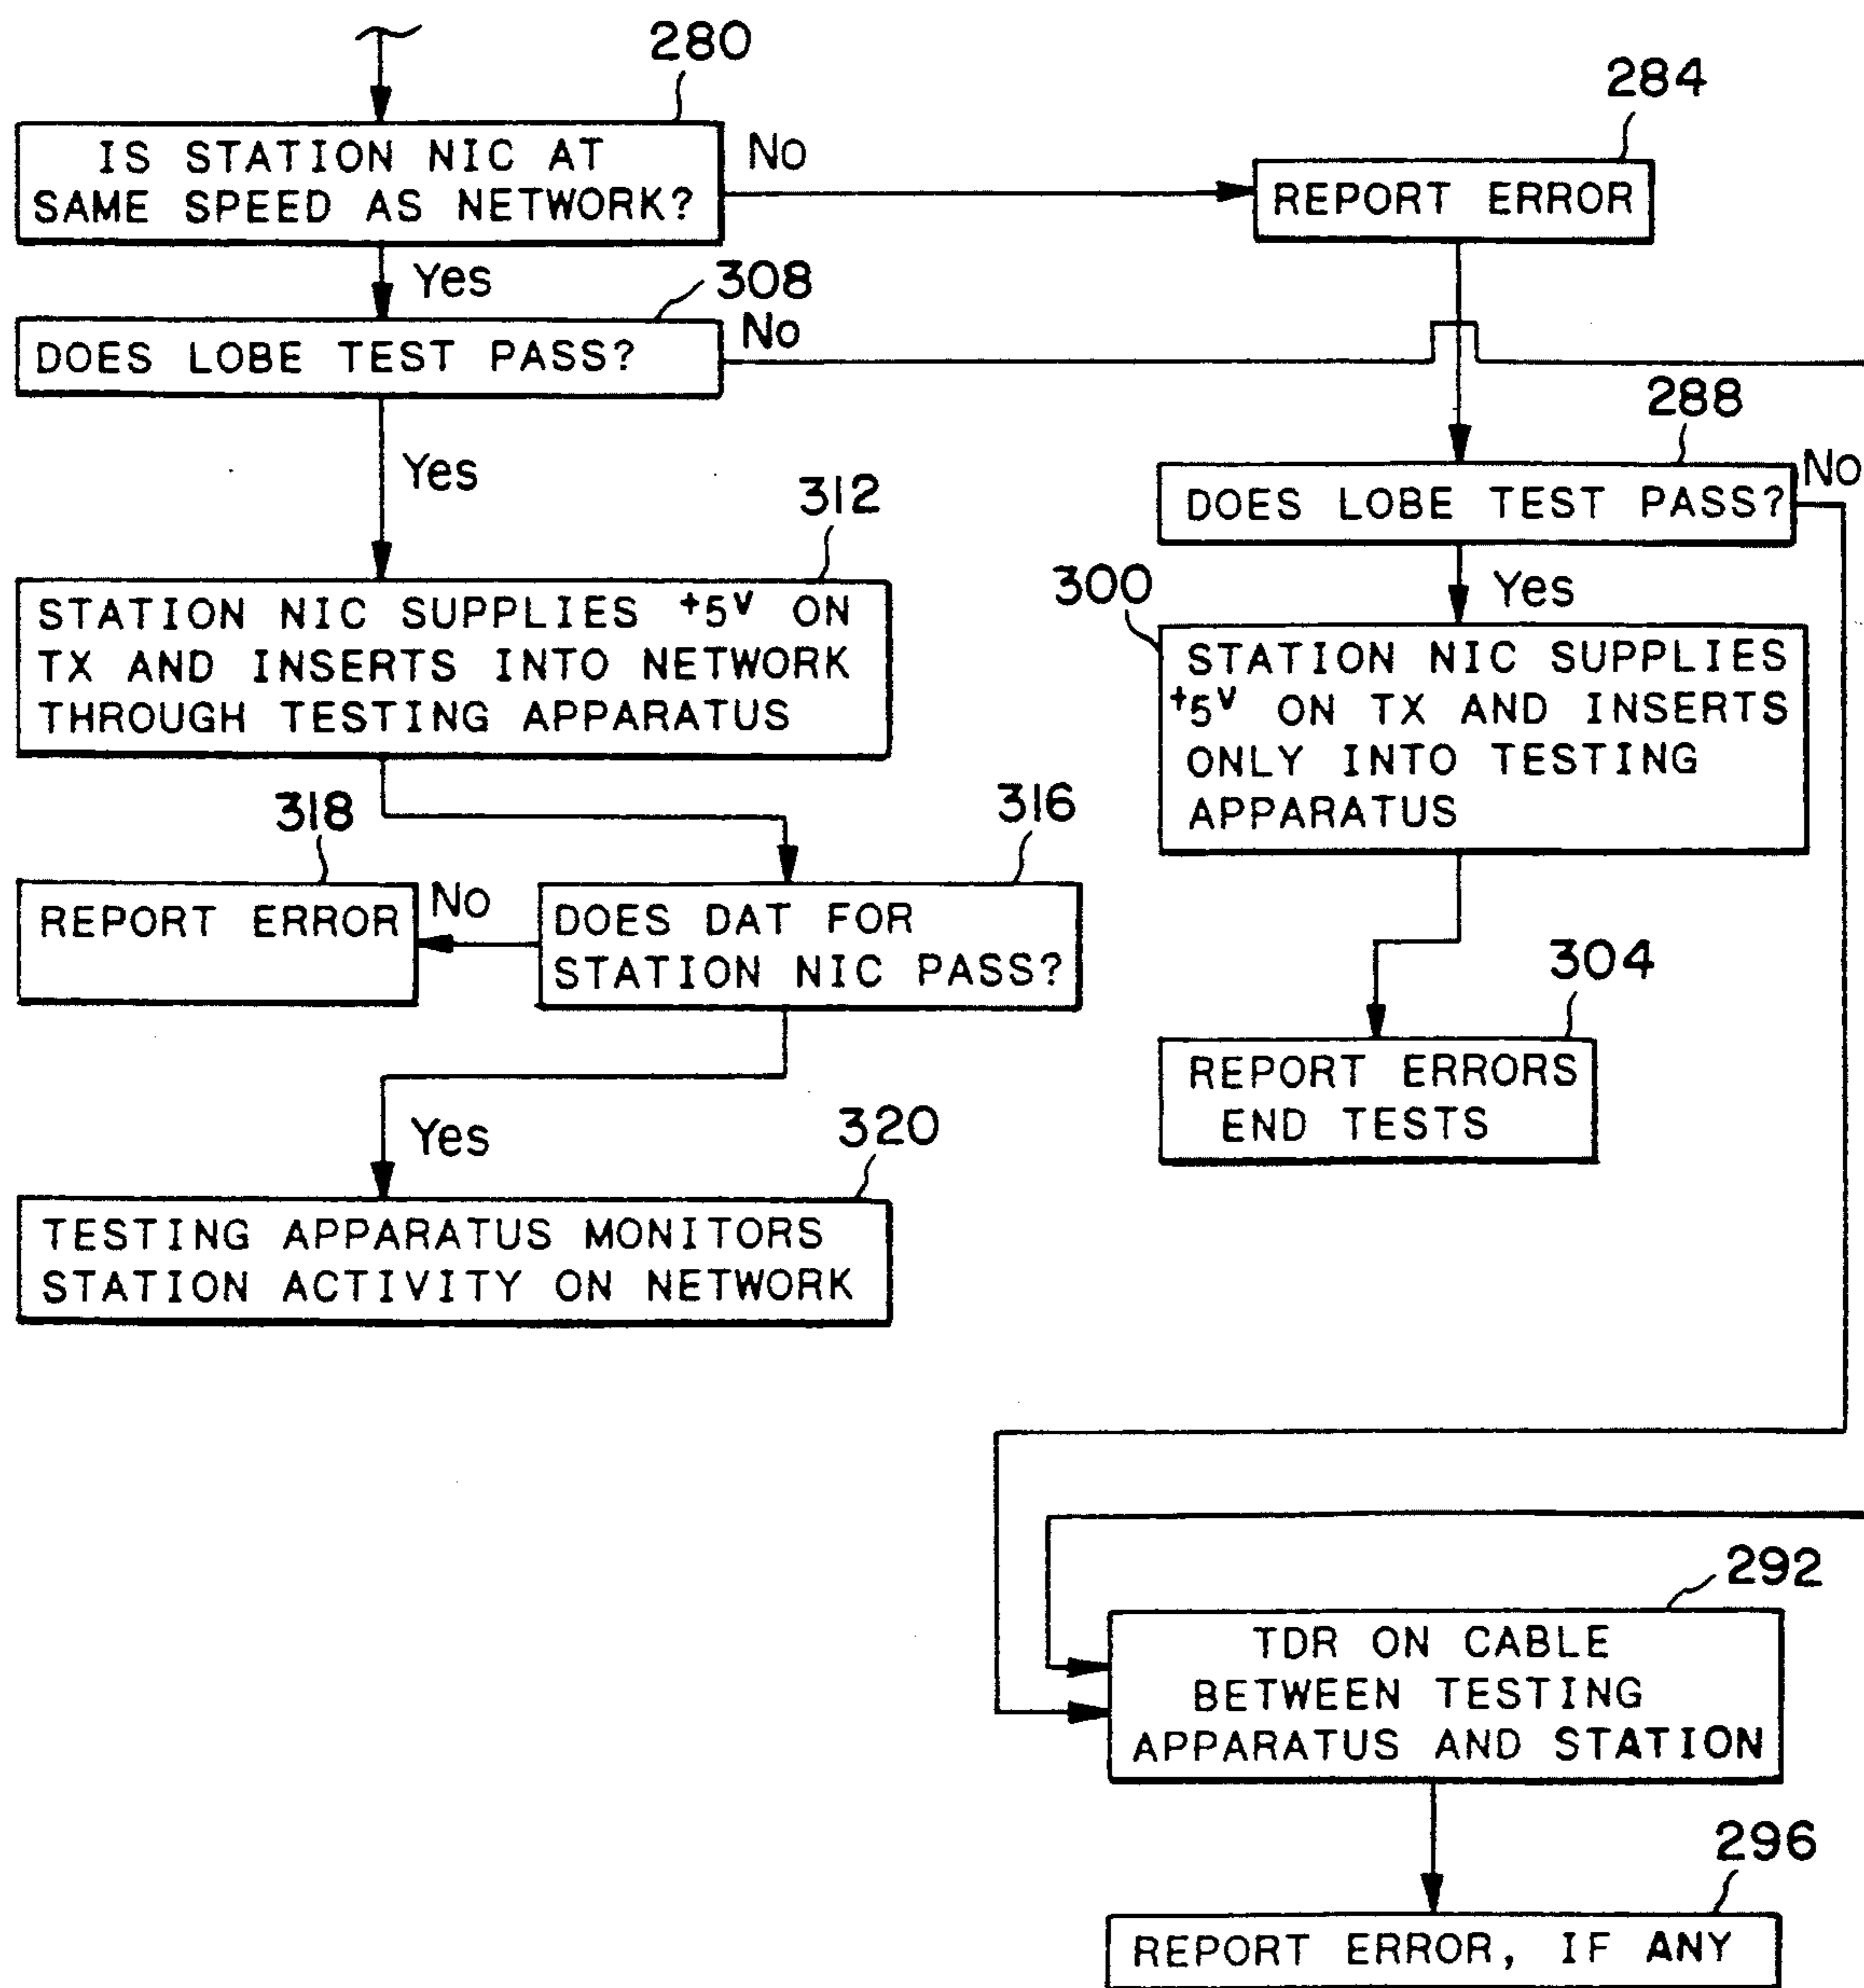 280
284
IS STATION NIC AT
SAME SPEED AS NETWORK?
No
REPORT ERROR
Yes
308
DOES LOBE TEST PASS?
No
288
Yes
DOES LOBE TEST PASS?
No
312
STATION NIC SUPPLIES +5V ON
TX AND INSERTS INTO NETWORK
THROUGH TESTING APPARATUS
300
Yes
STATION NIC SUPPLIES
+5V ON TX AND INSERTS
ONLY INTO TESTING
APPARATUS
318
316
REPORT ERROR
No
DOES DAT FOR
STATION NIC PASS?
304
REPORT ERRORS
END TESTS
Yes
320
TESTING APPARATUS MONITORS
STATION ACTIVITY ON NETWORK
292
TDR ON CABLE
BETWEEN TESTING
APPARATUS AND STATION
296
REPORT ERROR, IF ANY